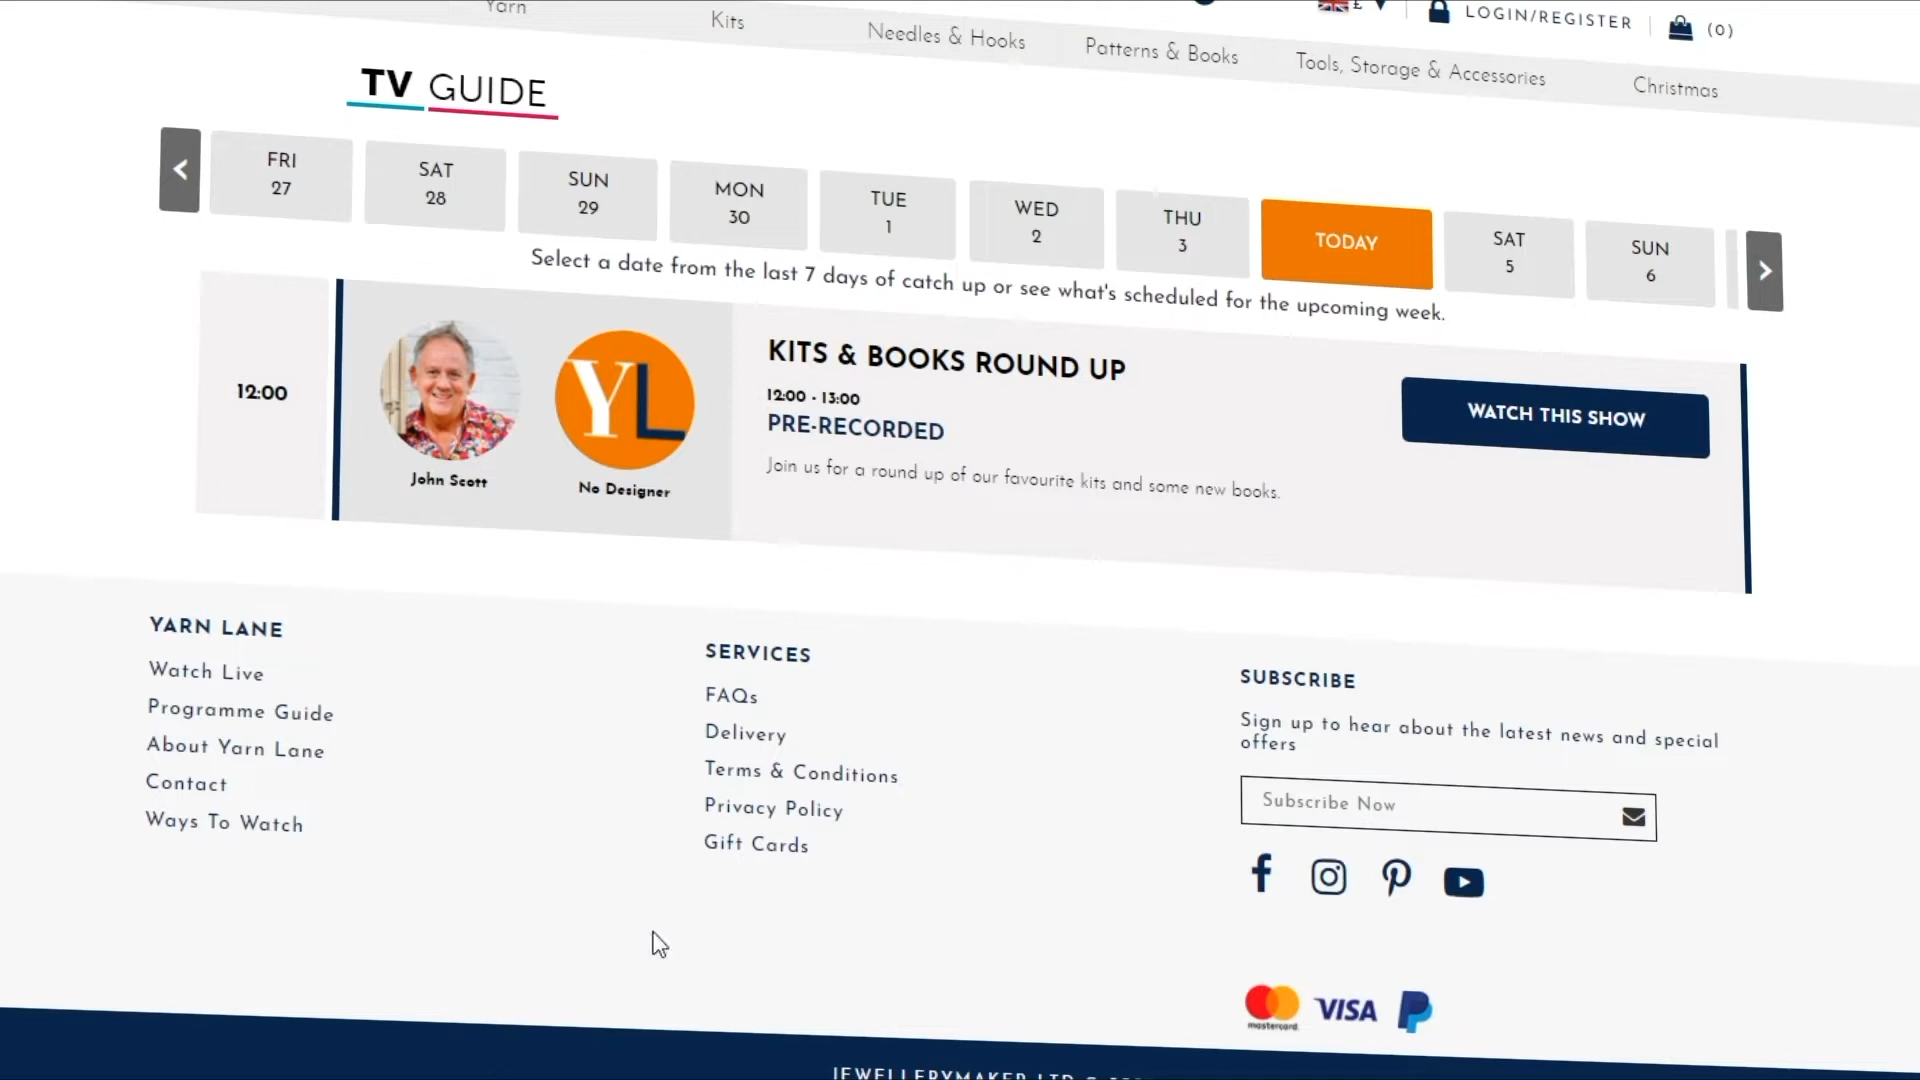 Yarn
Kits
Needles & Hooks
Patterns & Books
Tools, Storage & Accessories
Christmas
£
LOGIN/REGISTER
(0)
TV GUIDE
FRI
27
SAT
28
SUN
29
MON
30
TUE
1
WED
2
THU
3
TODAY
SAT
5
SUN
6
Select a date from the last 7 days of catch up or see what's scheduled for the upcoming week.
12:00
John Scott
YL
No Designer
KITS & BOOKS ROUND UP
12:00 - 13:00
PRE-RECORDED
Join us for a round up of our favourite kits and some new books.
WATCH THIS SHOW
YARN LANE
Watch Live
Programme Guide
About Yarn Lane
Contact
Ways To Watch
SERVICES
FAQs
Delivery
Terms & Conditions
Privacy Policy
Gift Cards
SUBSCRIBE
Sign up to hear about the latest news and special
offers
Subscribe Now
mastercard
VISA
JEWELLERYMAKER LTD ©